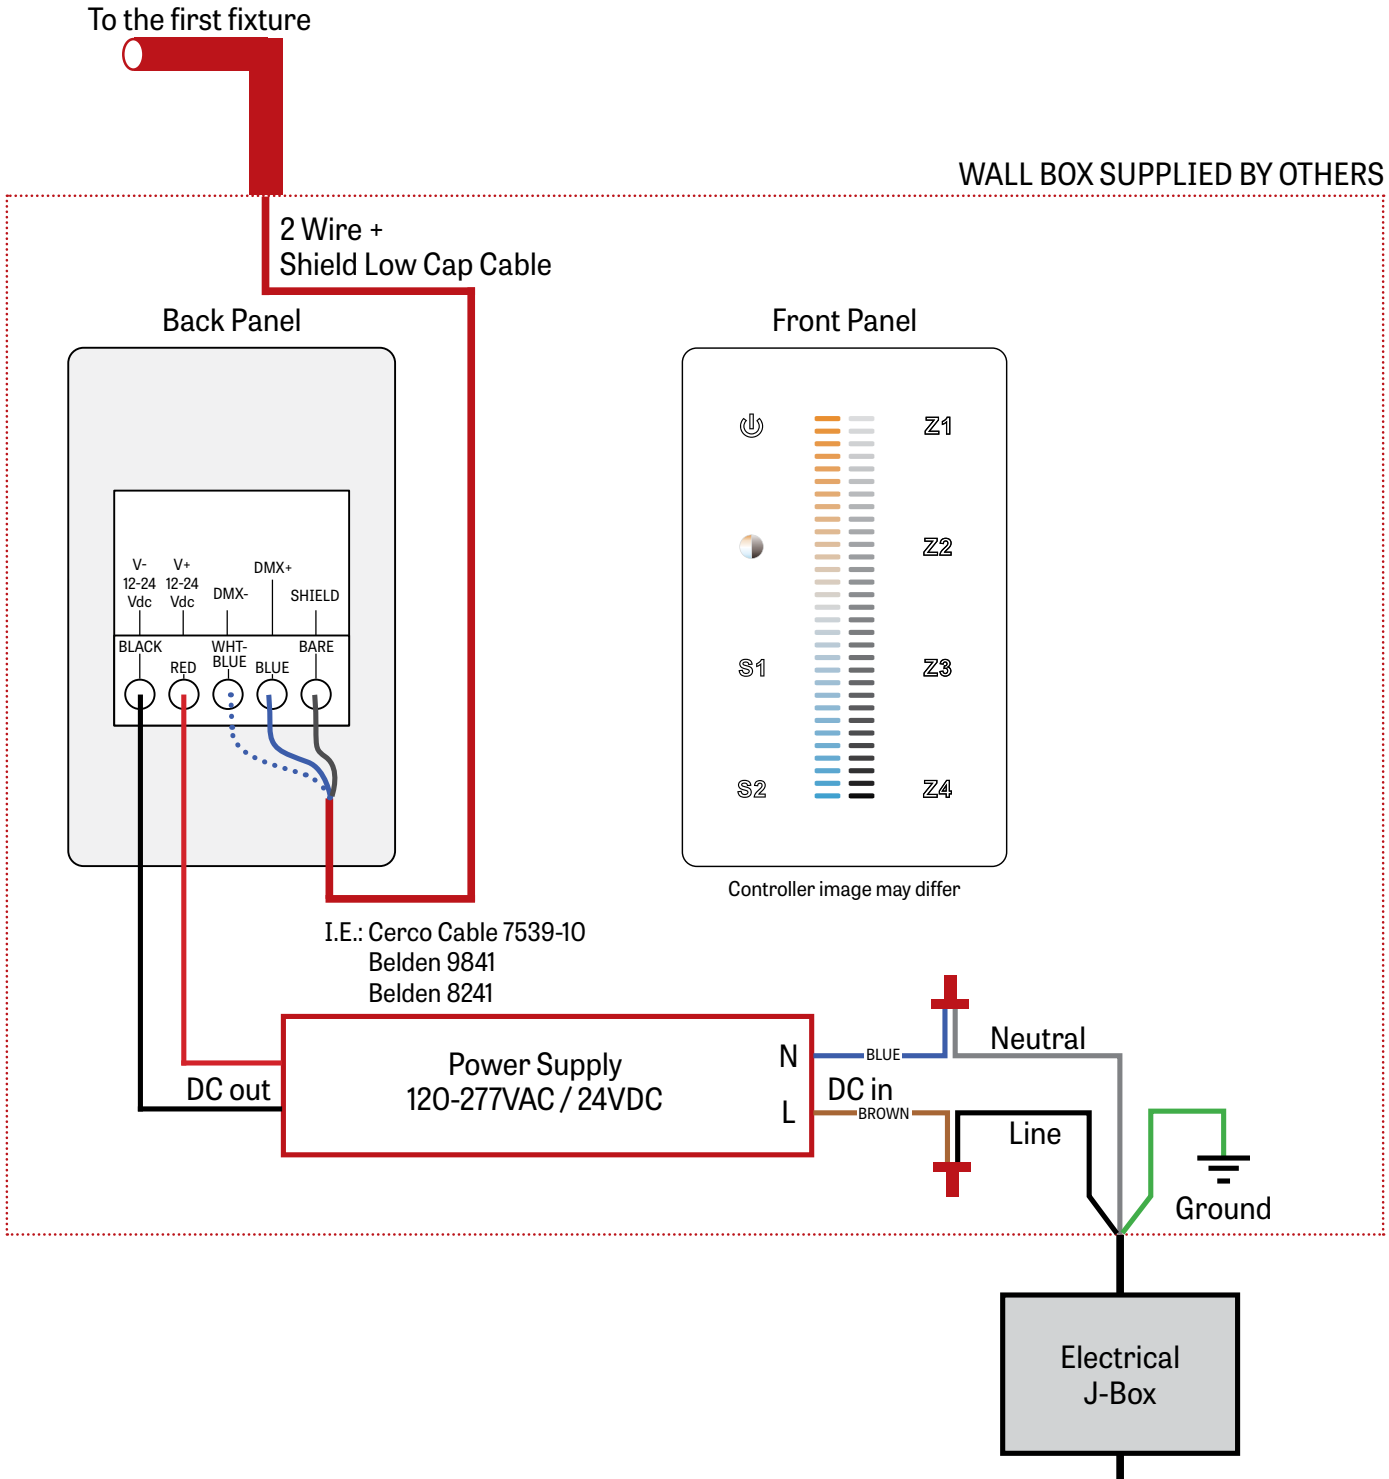 To the first fixture
WALL BOX SUPPLIED BY OTHERS
2 Wire +
Shield Low Cap Cable
Back Panel
Front Panel
V-
12-24
Vdc
V+
12-24
Vdc
DMX-
DMX+
SHIELD
BLACK
RED
WHT-
BLUE
BLUE
BARE
Z1
Z2
S1
Z3
S2
Z4
Controller image may differ
I.E.: Cerco Cable 7539-10
Belden 9841
Belden 8241
Power Supply
120-277VAC / 24VDC
DC out
N
L
BLUE
DC in
BROWN
Neutral
Line
Ground
Electrical
J-Box